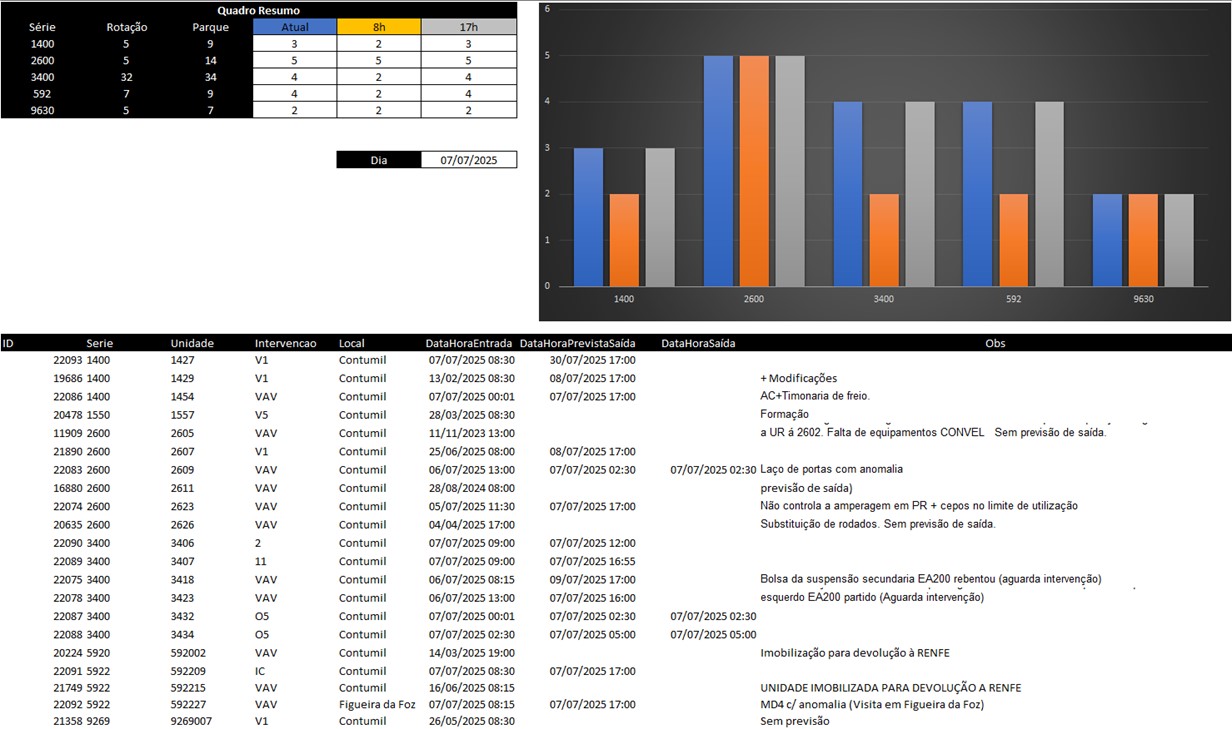 Quadro Resumo
Série Rotação Parque Atual 8h 17h
1400 5 9 3 2 3
2600 5 14 5 5 5
3400 32 34 4 2 4
592 7 9 4 2 4
9630 5 7 2 2 2
Dia 07/07/2025
6
5
4
3
2
1
0
1400 2600 3400 592 9630
ID Serie Unidade Intervencao Local DataHoraEntrada DataHoraPrevistaSaída DataHoraSaída Obs
22093 1400 1427 V1 Contumil 07/07/2025 08:30 30/07/2025 17:00
19686 1400 1429 V1 Contumil 13/02/2025 08:30 08/07/2025 17:00 + Modificações
22086 1400 1454 VAV Contumil 07/07/2025 00:01 07/07/2025 17:00 AC+Timonaria de freio.
20478 1550 1557 V5 Contumil 28/03/2025 08:30 Formação
11909 2600 2605 VAV Contumil 11/11/2023 13:00 a UR á 2602. Falta de equipamentos CONVEL Sem previsão de saída.
21890 2600 2607 V1 Contumil 25/06/2025 08:00 08/07/2025 17:00
22083 2600 2609 VAV Contumil 06/07/2025 13:00 07/07/2025 02:30 07/07/2025 02:30 Laço de portas com anomalia
16880 2600 2611 VAV Contumil 28/08/2024 08:00 previsão de saída)
22074 2600 2623 VAV Contumil 05/07/2025 11:30 07/07/2025 17:00 Não controla a amperagem em PR + cepos no limite de utilização
20635 2600 2626 VAV Contumil 04/04/2025 17:00 Substituição de rodados. Sem previsão de saída.
22090 3400 3406 2 Contumil 07/07/2025 09:00 07/07/2025 12:00
22089 3400 3407 11 Contumil 07/07/2025 09:00 07/07/2025 16:55
22075 3400 3418 VAV Contumil 06/07/2025 08:15 09/07/2025 17:00 Bolsa da suspensão secundaria EA200 rebentou (aguarda intervenção)
22078 3400 3423 VAV Contumil 06/07/2025 13:00 07/07/2025 16:00 esquerdo EA200 partido (Aguarda intervenção)
22087 3400 3432 O5 Contumil 07/07/2025 00:01 07/07/2025 02:30 07/07/2025 02:30
22088 3400 3434 O5 Contumil 07/07/2025 02:30 07/07/2025 05:00 07/07/2025 05:00
20224 5920 592002 VAV Contumil 14/03/2025 19:00 Imobilização para devolução à RENFE
22091 5922 592209 IC Contumil 07/07/2025 08:30 07/07/2025 17:00
21749 5922 592215 VAV Contumil 16/06/2025 08:15 UNIDADE IMOBILIZADA PARA DEVOLUÇÃO A RENFE
22092 5922 592227 VAV Figueira da Foz 07/07/2025 08:15 07/07/2025 17:00 MD4 c/ anomalia (Visita em Figueira da Foz)
21358 9269 9269007 V1 Contumil 26/05/2025 08:30 Sem previsão